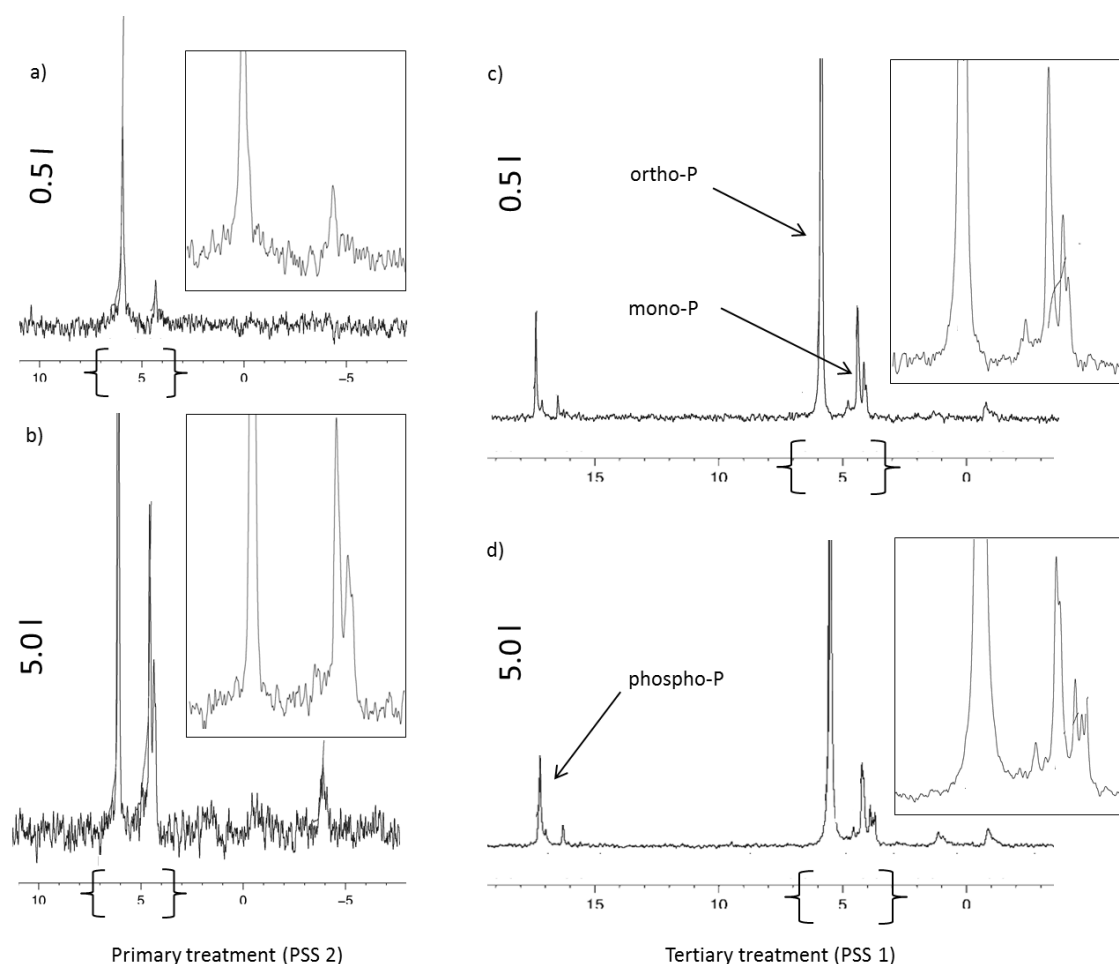 a)
0.5 l
10 5 0 -5
b)
5.0 l
10 5 0 -5
Primary treatment (PSS 2)
c)
0.5 l
ortho-P
mono-P
15 10 5 0
d)
5.0 l
phospho-P
15 10 5 0
Tertiary treatment (PSS 1)